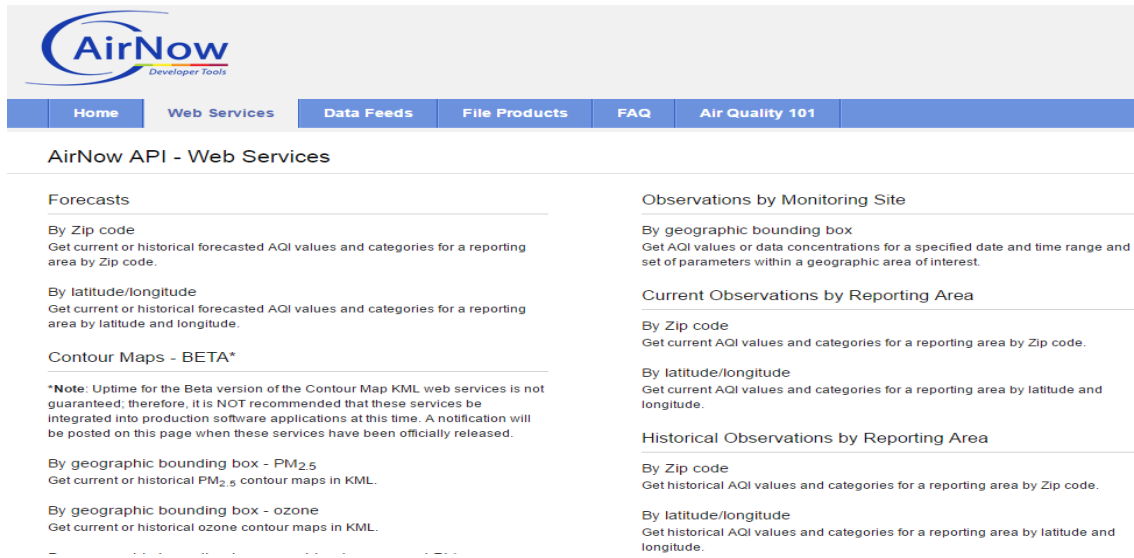 AirNow
Developer Tools
Home
Web Services
Data Feeds
File Products
FAQ
Air Quality 101
AirNow API - Web Services
Forecasts
By Zip code
Get current or historical forecasted AQI values and categories for a reporting
area by Zip code.
By latitude/longitude
Get current or historical forecasted AQI values and categories for a reporting
area by latitude and longitude.
Contour Maps - BETA*
*Note: Uptime for the Beta version of the Contour Map KML web services is not
guaranteed; therefore, it is NOT recommended that these services be
integrated into production software applications at this time. A notification will
be posted on this page when these services have been officially released.
By geographic bounding box - PM2.5
Get current or historical PM2.5 contour maps in KML.
By geographic bounding box - ozone
Get current or historical ozone contour maps in KML.
Observations by Monitoring Site
By geographic bounding box
Get AQI values or data concentrations for a specified date and time range and
set of parameters within a geographic area of interest.
Current Observations by Reporting Area
By Zip code
Get current AQI values and categories for a reporting area by Zip code.
By latitude/longitude
Get current AQI values and categories for a reporting area by latitude and
longitude.
Historical Observations by Reporting Area
By Zip code
Get historical AQI values and categories for a reporting area by Zip code.
By latitude/longitude
Get historical AQI values and categories for a reporting area by latitude and
longitude.